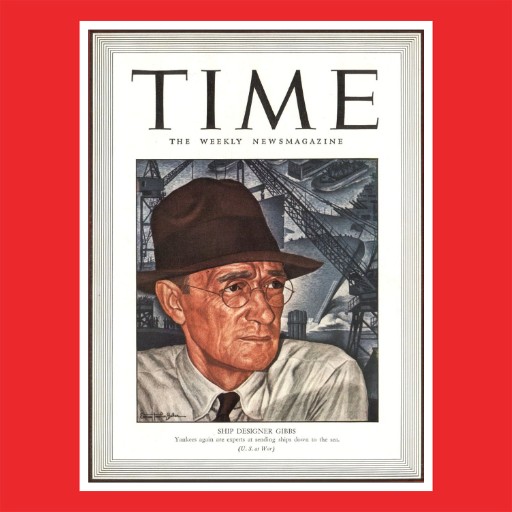 TIME
THE WEEKLY NEWSMAGAZINE
SHIP DESIGNER GIBBS
Yankees again are experts at sending ships down to the sea.
(U. S. at War)